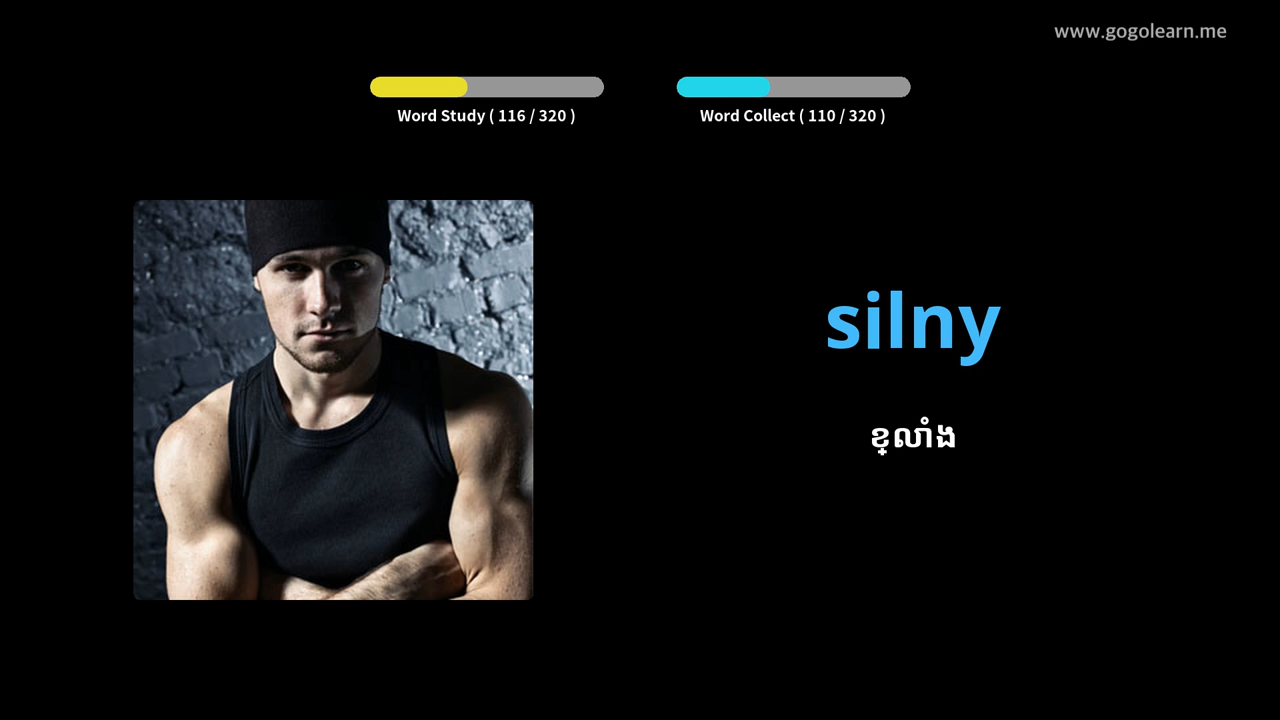 www.gogolearn.me
Word Study ( 116 / 320 )
Word Collect ( 110 / 320 )
silny
ខ្លាំង